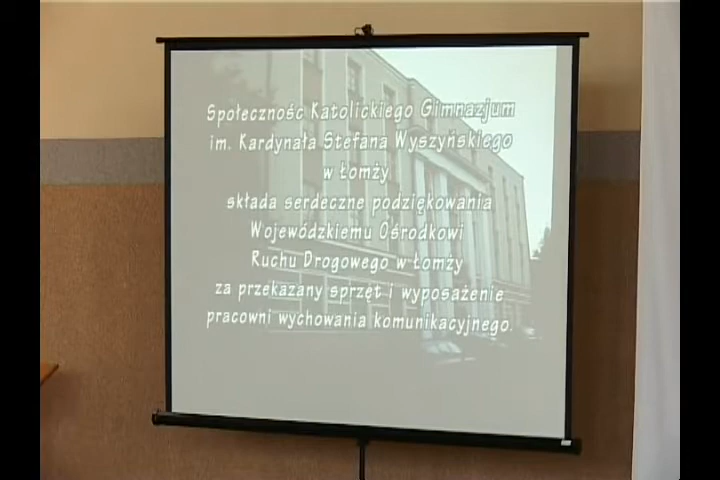 Społeczność Katolickiego Gimnazjum
im. Kardynała Stefana Wyszyńskiego
w Łomży
składa serdeczne podziękowania
Wojewódzkiemu Ośrodkowi
Ruchu Drogowego w Łomży
za przekazany sprzęt i wyposażenie
pracowni wychowania komunikacyjnego.